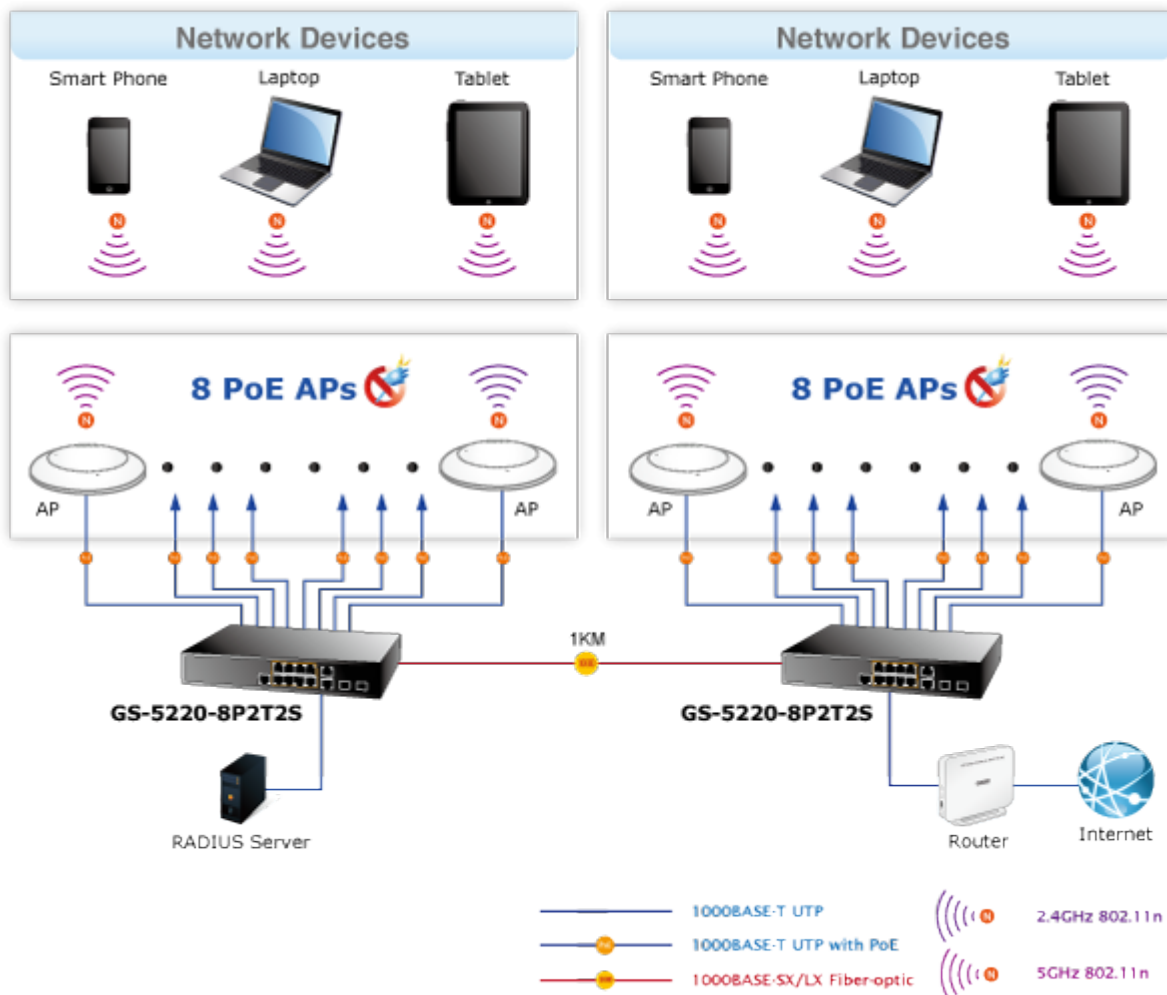 Network Devices
Smart Phone
Laptop
Tablet
Network Devices
Smart Phone
Laptop
Tablet
N
N
N
N
N
N
8 PoE APs
8 PoE APs
N
N
N
N
AP
AP
AP
AP
1KM
GS-5220-8P2T2S
GS-5220-8P2T2S
RADIUS Server
Router
Internet
1000BASE-T UTP
N
2.4GHz 802.11n
PoE
1000BASE-T UTP with PoE
1000BASE-SX/LX Fiber-optic
N
5GHz 802.11n